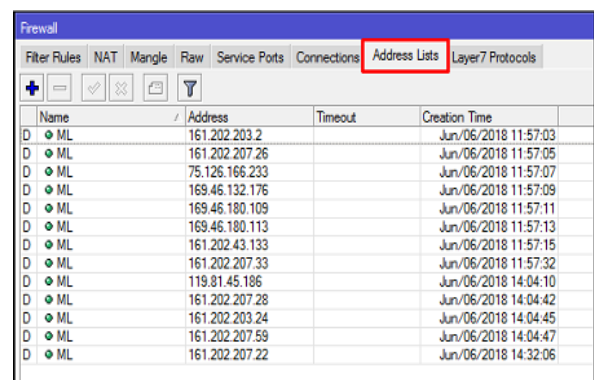 Firewall
Filter Rules NAT Mangle Raw Service Ports Connections Address Lists Layer7 Protocols
Name / Address Timeout Creation Time
D ML 161.202.203.2 Jun/06/2018 11:57:03
D ML 161.202.207.26 Jun/06/2018 11:57:05
D ML 75.126.166.233 Jun/06/2018 11:57:07
D ML 169.46.132.176 Jun/06/2018 11:57:09
D ML 169.46.180.109 Jun/06/2018 11:57:11
D ML 169.46.180.113 Jun/06/2018 11:57:13
D ML 161.202.43.133 Jun/06/2018 11:57:15
D ML 161.202.207.33 Jun/06/2018 11:57:32
D ML 119.81.45.186 Jun/06/2018 14:04:10
D ML 161.202.207.28 Jun/06/2018 14:04:42
D ML 161.202.203.24 Jun/06/2018 14:04:45
D ML 161.202.207.59 Jun/06/2018 14:04:47
D ML 161.202.207.22 Jun/06/2018 14:32:06